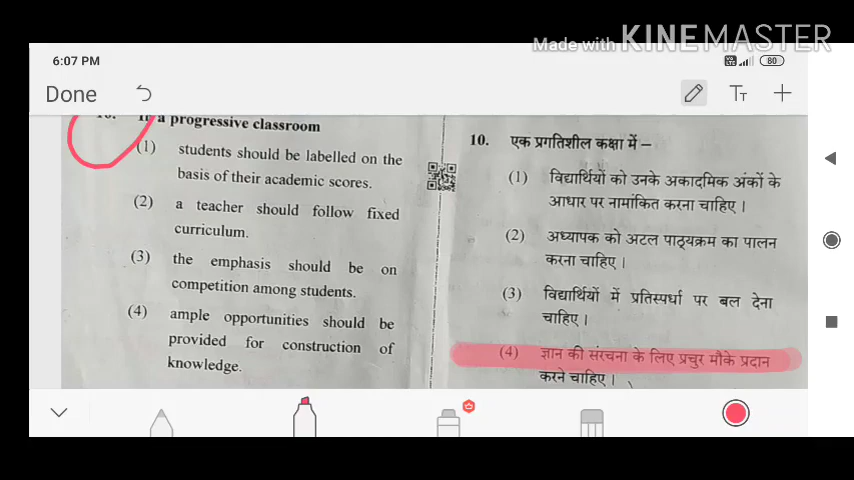 Made with KINEMASTER
6:07 PM
80
Done
10. In a progressive classroom
(1) students should be labelled on the
basis of their academic scores.
(2) a teacher should follow fixed
curriculum.
(3) the emphasis should be on
competition among students.
(4) ample opportunities should be
provided for construction of
knowledge.
10. एक प्रगतिशील कक्षा में –
(1) विद्यार्थियों को उनके अकादमिक अंकों के
आधार पर नामांकित करना चाहिए।
(2) अध्यापक को अटल पाठ्यक्रम का पालन
करना चाहिए।
(3) विद्यार्थियों में प्रतिस्पर्धा पर बल देना
चाहिए।
(4) ज्ञान की संरचना के लिए प्रचुर मौके प्रदान
करने चाहिए।